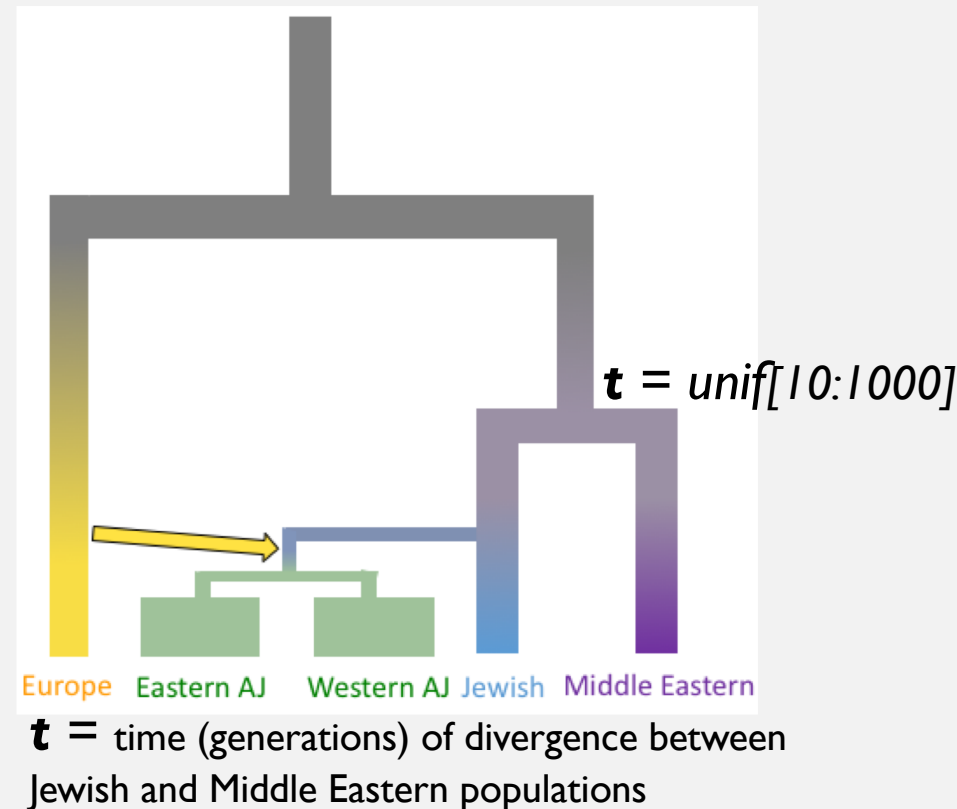 t = unif[10:1000]
Europe Eastern AJ Western AJ Jewish Middle Eastern
t = time (generations) of divergence between
Jewish and Middle Eastern populations